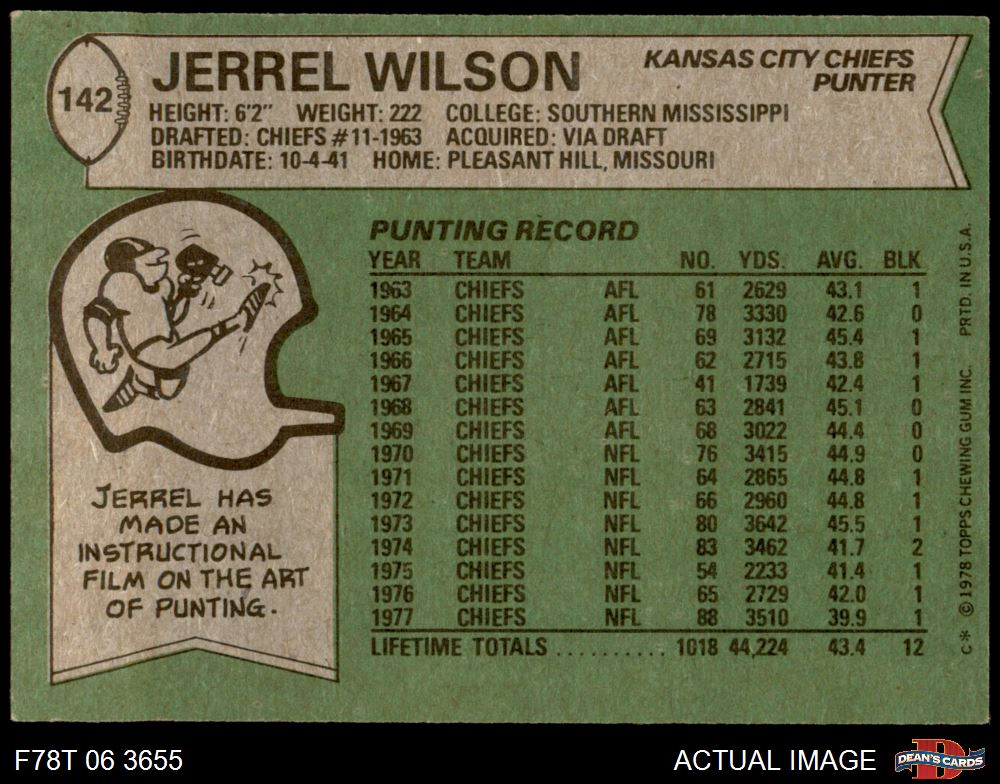 142
JERREL WILSON
KANSAS CITY CHIEFS
PUNTER
HEIGHT: 6'2" WEIGHT: 222 COLLEGE: SOUTHERN MISSISSIPPI
DRAFTED: CHIEFS #11-1963 ACQUIRED: VIA DRAFT
BIRTHDATE: 10-4-41 HOME: PLEASANT HILL, MISSOURI
JERREL HAS
MADE AN
INSTRUCTIONAL
FILM ON THE ART
OF PUNTING.
PUNTING RECORD
YEAR TEAM NO. YDS. AVG. BLK
1963 CHIEFS AFL 61 2629 43.1 1
1964 CHIEFS AFL 78 3330 42.6 0
1965 CHIEFS AFL 69 3132 45.4 1
1966 CHIEFS AFL 62 2715 43.8 1
1967 CHIEFS AFL 41 1739 42.4 1
1968 CHIEFS AFL 63 2841 45.1 0
1969 CHIEFS AFL 68 3022 44.4 0
1970 CHIEFS NFL 76 3415 44.9 0
1971 CHIEFS NFL 64 2865 44.8 1
1972 CHIEFS NFL 66 2960 44.8 1
1973 CHIEFS NFL 80 3642 45.5 1
1974 CHIEFS NFL 83 3462 41.7 2
1975 CHIEFS NFL 54 2233 41.4 1
1976 CHIEFS NFL 65 2729 42.0 1
1977 CHIEFS NFL 88 3510 39.9 1
LIFETIME TOTALS .......... 1018 44,224 43.4 12
C* © 1978 TOPPS CHEWING GUM INC. PRTD. IN U.S.A.
F78T 06 3655
ACTUAL IMAGE
D
DEAN'S CARDS